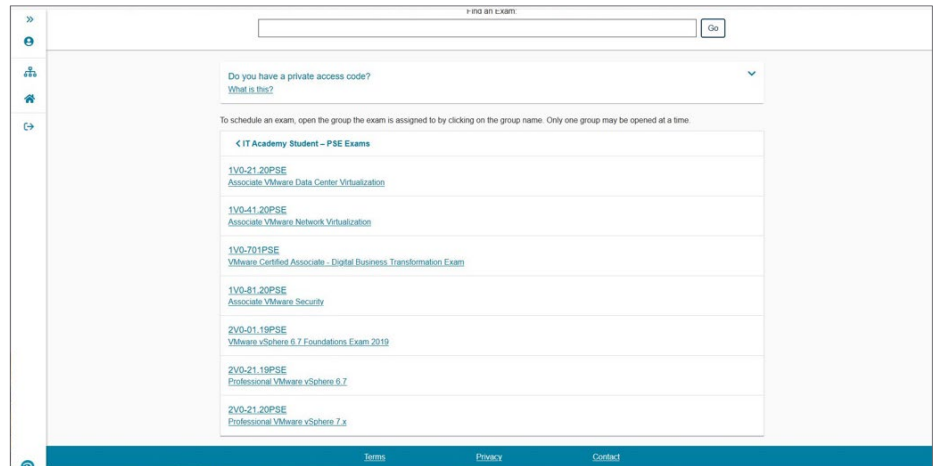 Find an Exam:
Go
Do you have a private access code?
What is this?
To schedule an exam, open the group the exam is assigned to by clicking on the group name. Only one group may be opened at a time.
IT Academy Student – PSE Exams
1V0-21.20PSE
Associate VMware Data Center Virtualization
1V0-41.20PSE
Associate VMware Network Virtualization
1V0-701PSE
VMware Certified Associate - Digital Business Transformation Exam
1V0-81.20PSE
Associate VMware Security
2V0-01.19PSE
VMware vSphere 6.7 Foundations Exam 2019
2V0-21.19PSE
Professional VMware vSphere 6.7
2V0-21.20PSE
Professional VMware vSphere 7.x
Terms Privacy Contact